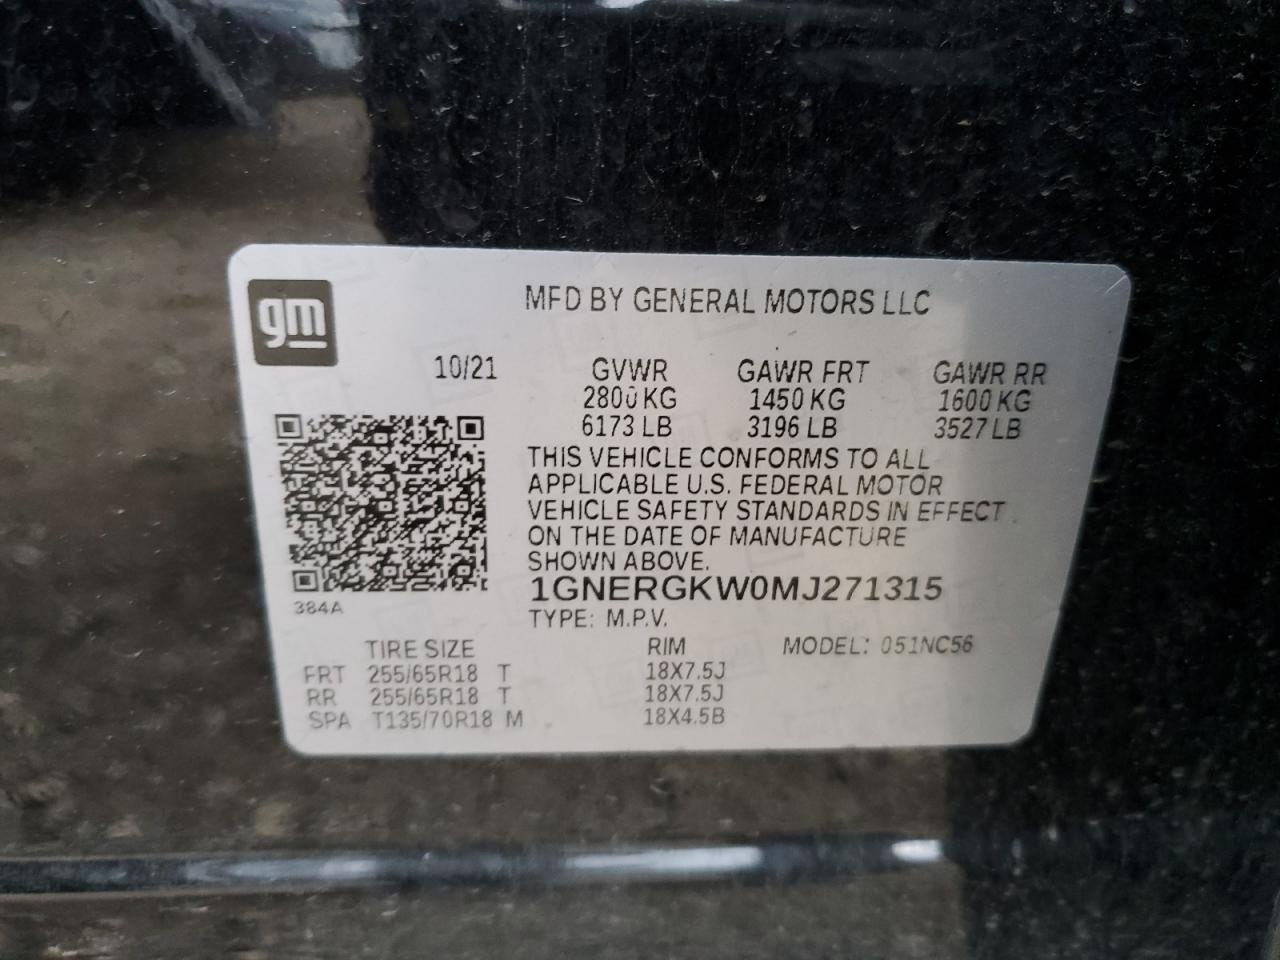 gm
MFD BY GENERAL MOTORS LLC
10/21 GVWR GAWR FRT GAWR RR
2800 KG 1450 KG 1600 KG
6173 LB 3196 LB 3527 LB
THIS VEHICLE CONFORMS TO ALL
APPLICABLE U.S. FEDERAL MOTOR
VEHICLE SAFETY STANDARDS IN EFFECT
ON THE DATE OF MANUFACTURE
SHOWN ABOVE.
1GNERGKW0MJ271315
384A
TYPE: M.P.V.
TIRE SIZE RIM MODEL: 051NC56
FRT 255/65R18 T 18X7.5J
RR 255/65R18 T 18X7.5J
SPA T135/70R18 M 18X4.5B